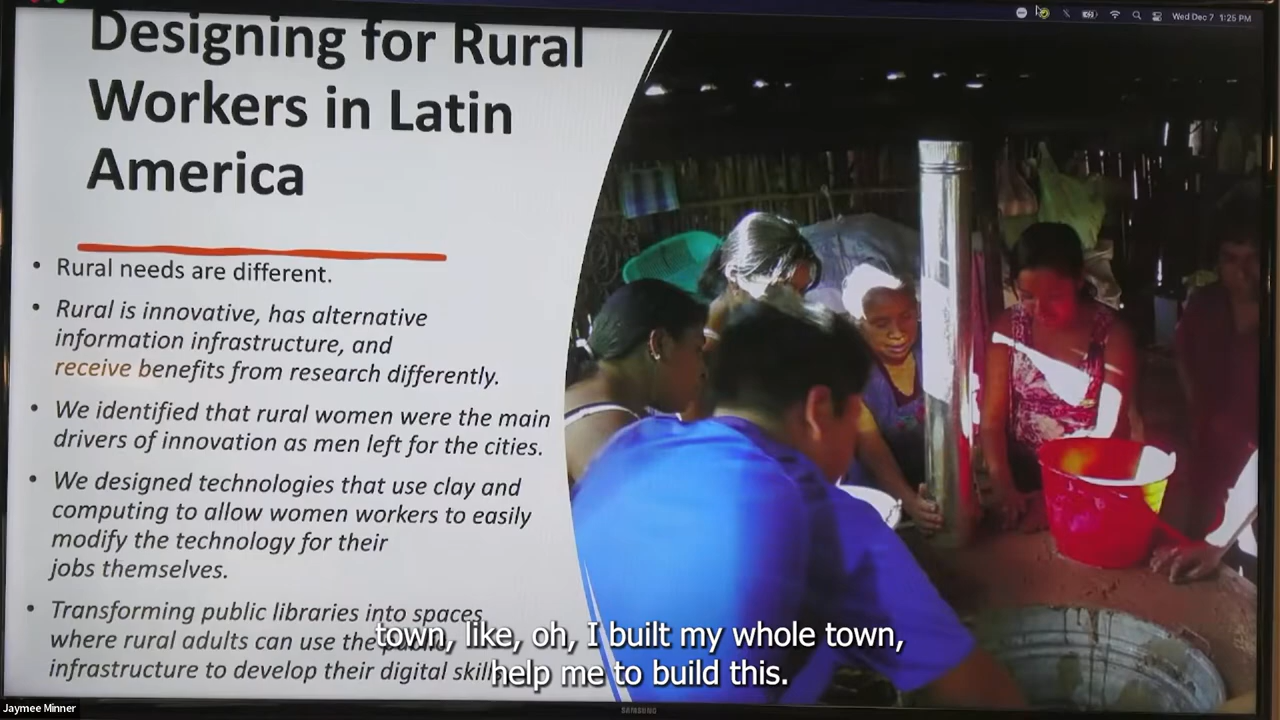 Wed Dec 7 1:25 PM
Designing for Rural
Workers in Latin
America
• Rural needs are different.
• Rural is innovative, has alternative
information infrastructure, and
receive benefits from research differently.
• We identified that rural women were the main
drivers of innovation as men left for the cities.
• We designed technologies that use clay and
computing to allow women workers to easily
modify the technology for their
jobs themselves.
• Transforming public libraries into spaces
where rural adults can use the public
infrastructure to develop their digital skills
town, like, oh, I built my whole town,
help me to build this.
SAMSUNG
Jaymee Minner